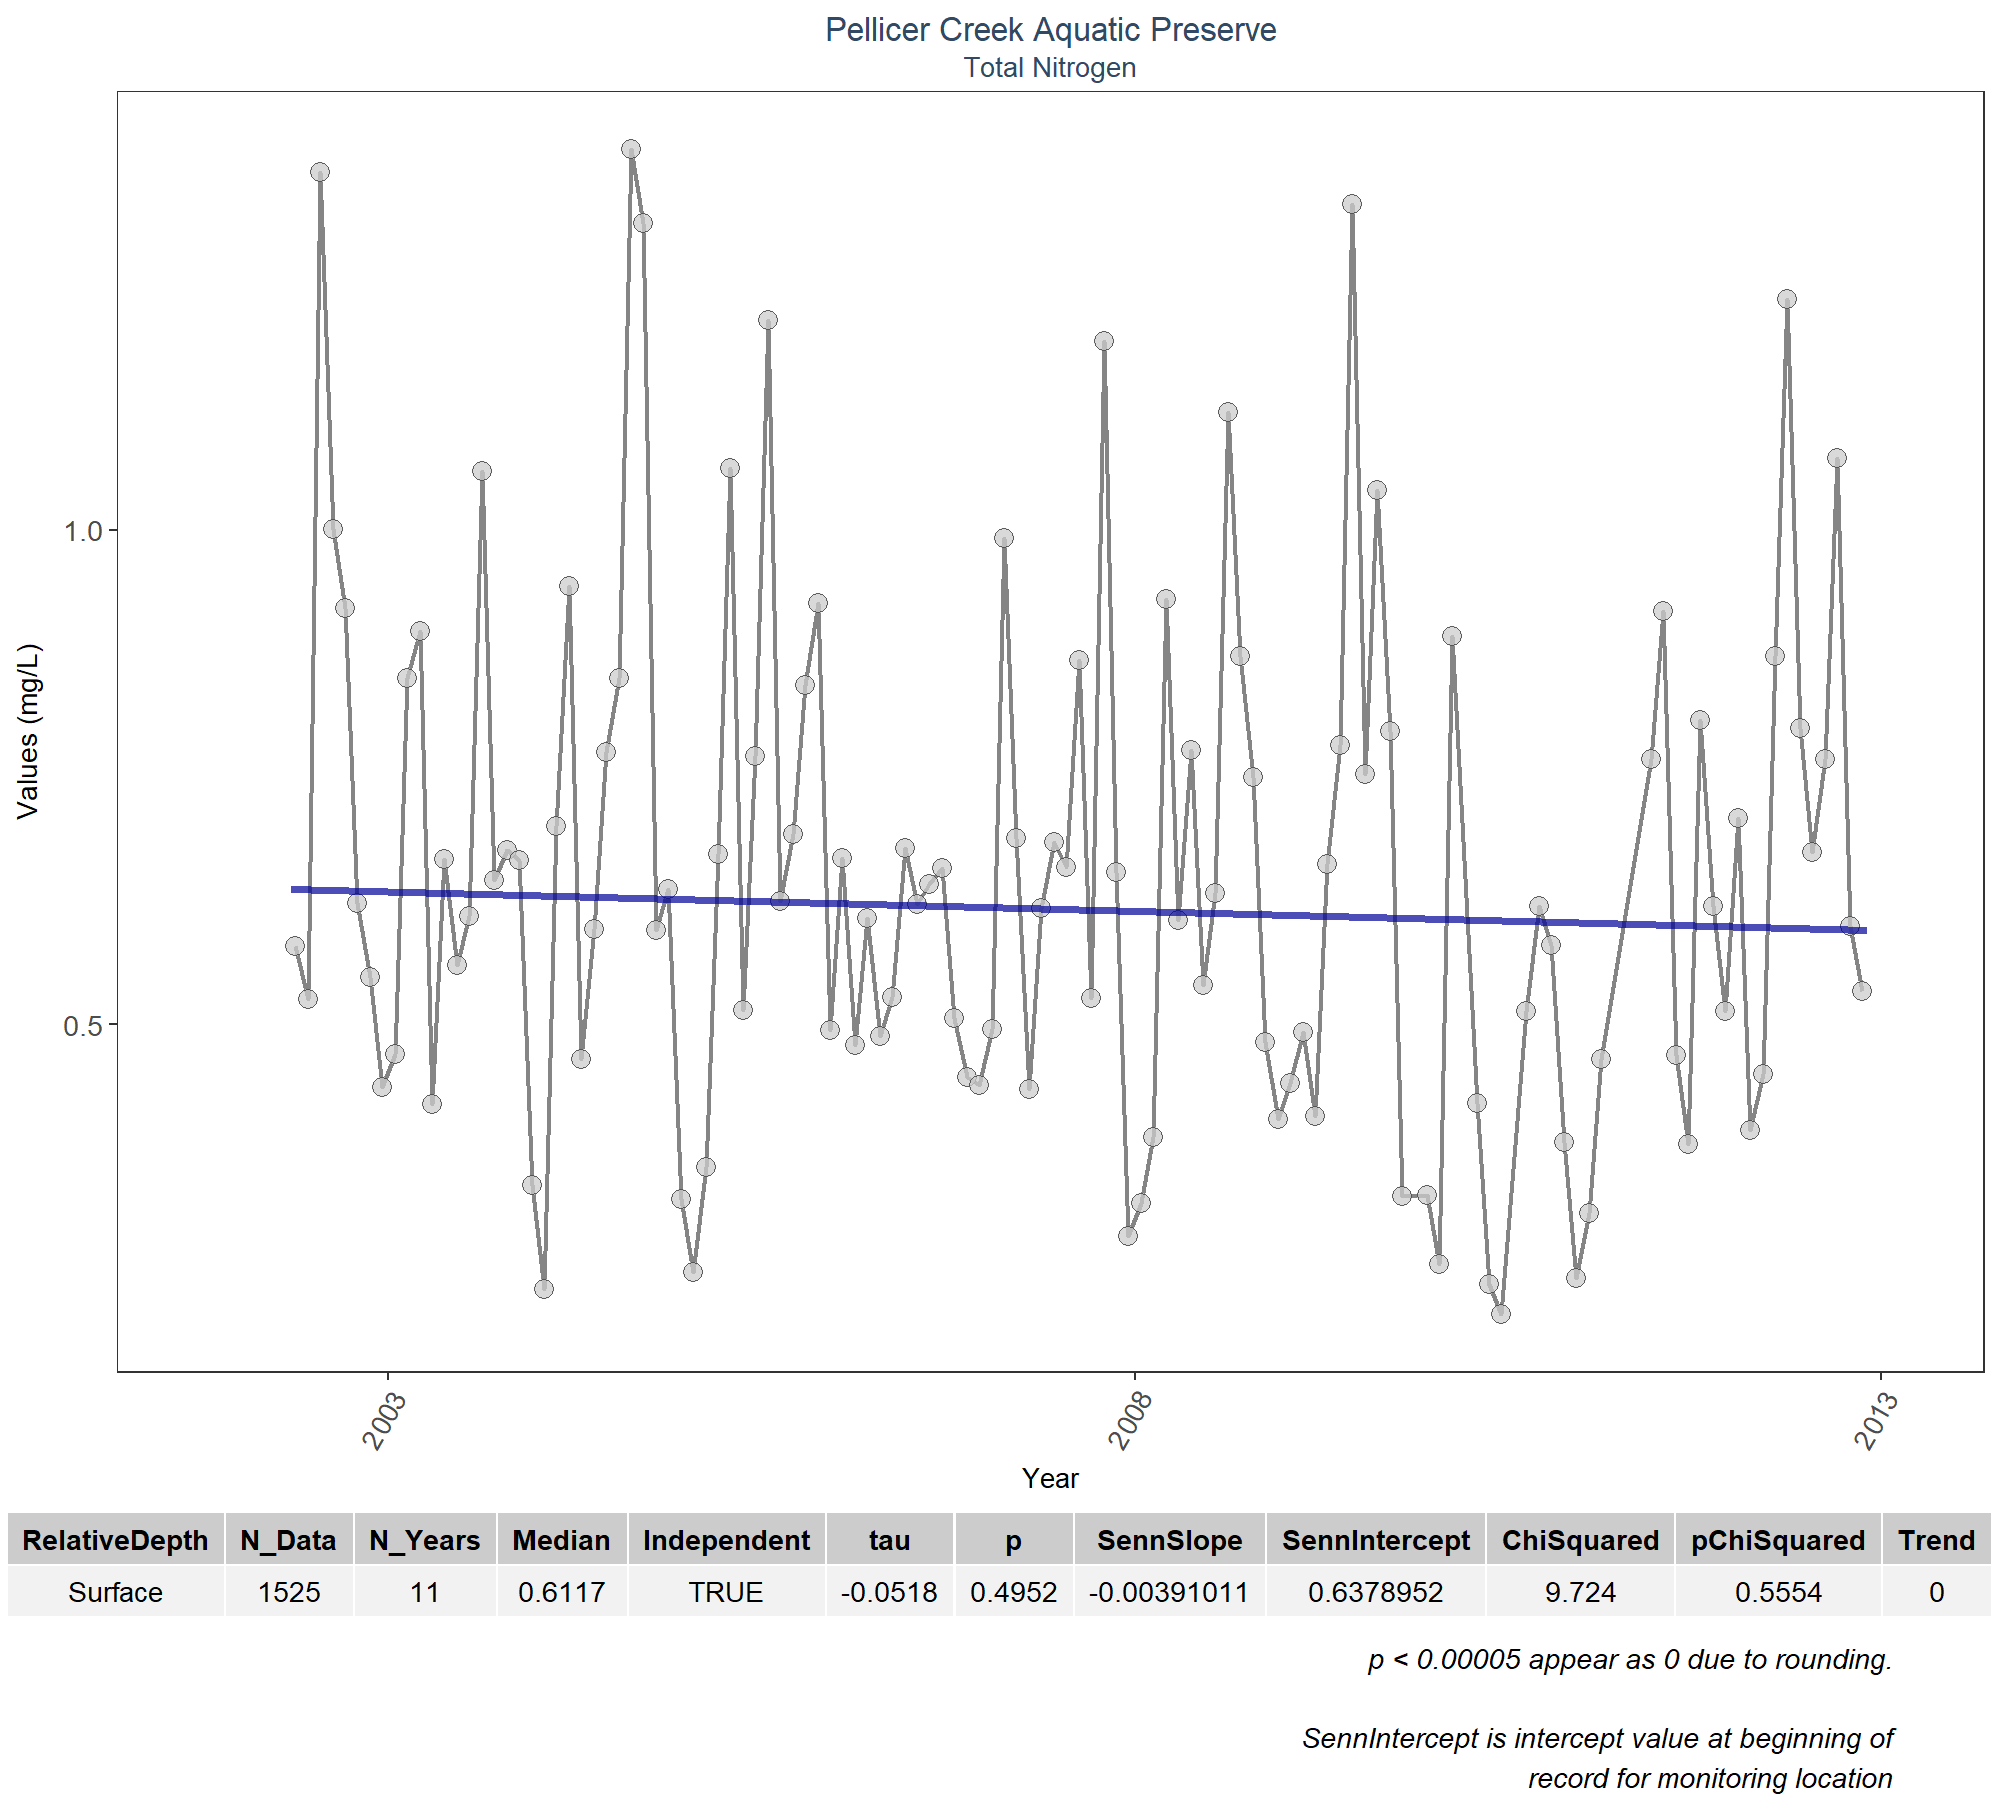 Pellicer Creek Aquatic Preserve
Total Nitrogen
Values (mg/L)
1.0
0.5
2003
2008
2013
Year
RelativeDepth N_Data N_Years Median Independent tau p SennSlope SennIntercept ChiSquared pChiSquared Trend
Surface 1525 11 0.6117 TRUE -0.0518 0.4952 -0.00391011 0.6378952 9.724 0.5554 0
p < 0.00005 appear as 0 due to rounding.
SennIntercept is intercept value at beginning of
record for monitoring location